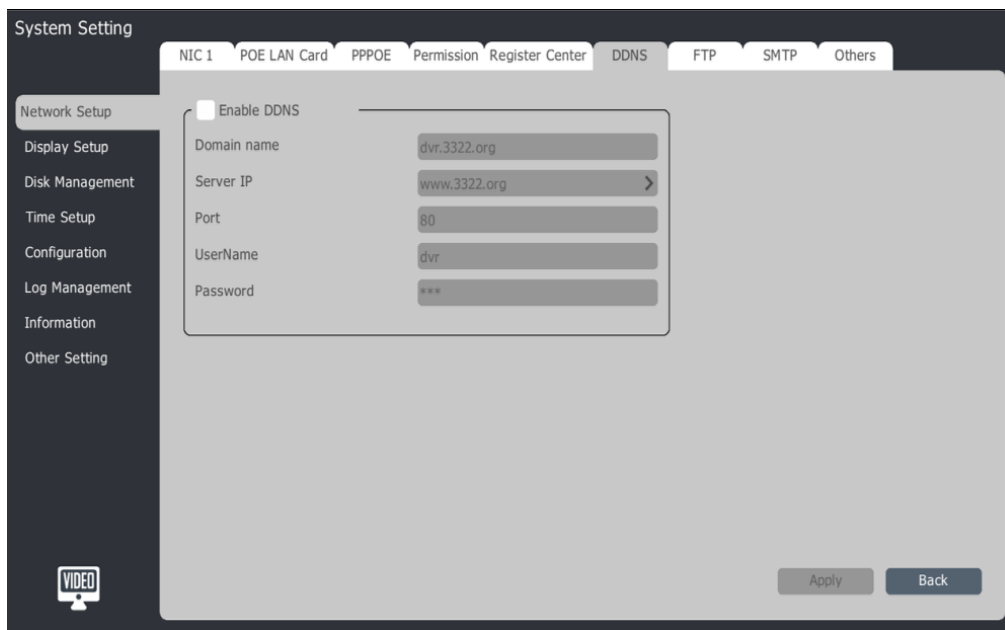 System Setting
NIC 1 POE LAN Card PPPOE Permission Register Center DDNS FTP SMTP Others
Network Setup
Display Setup
Disk Management
Time Setup
Configuration
Log Management
Information
Other Setting
Enable DDNS
Domain name dvr.3322.org
Server IP www.3322.org
Port 80
UserName dvr
Password ***
VIDEO
Apply Back